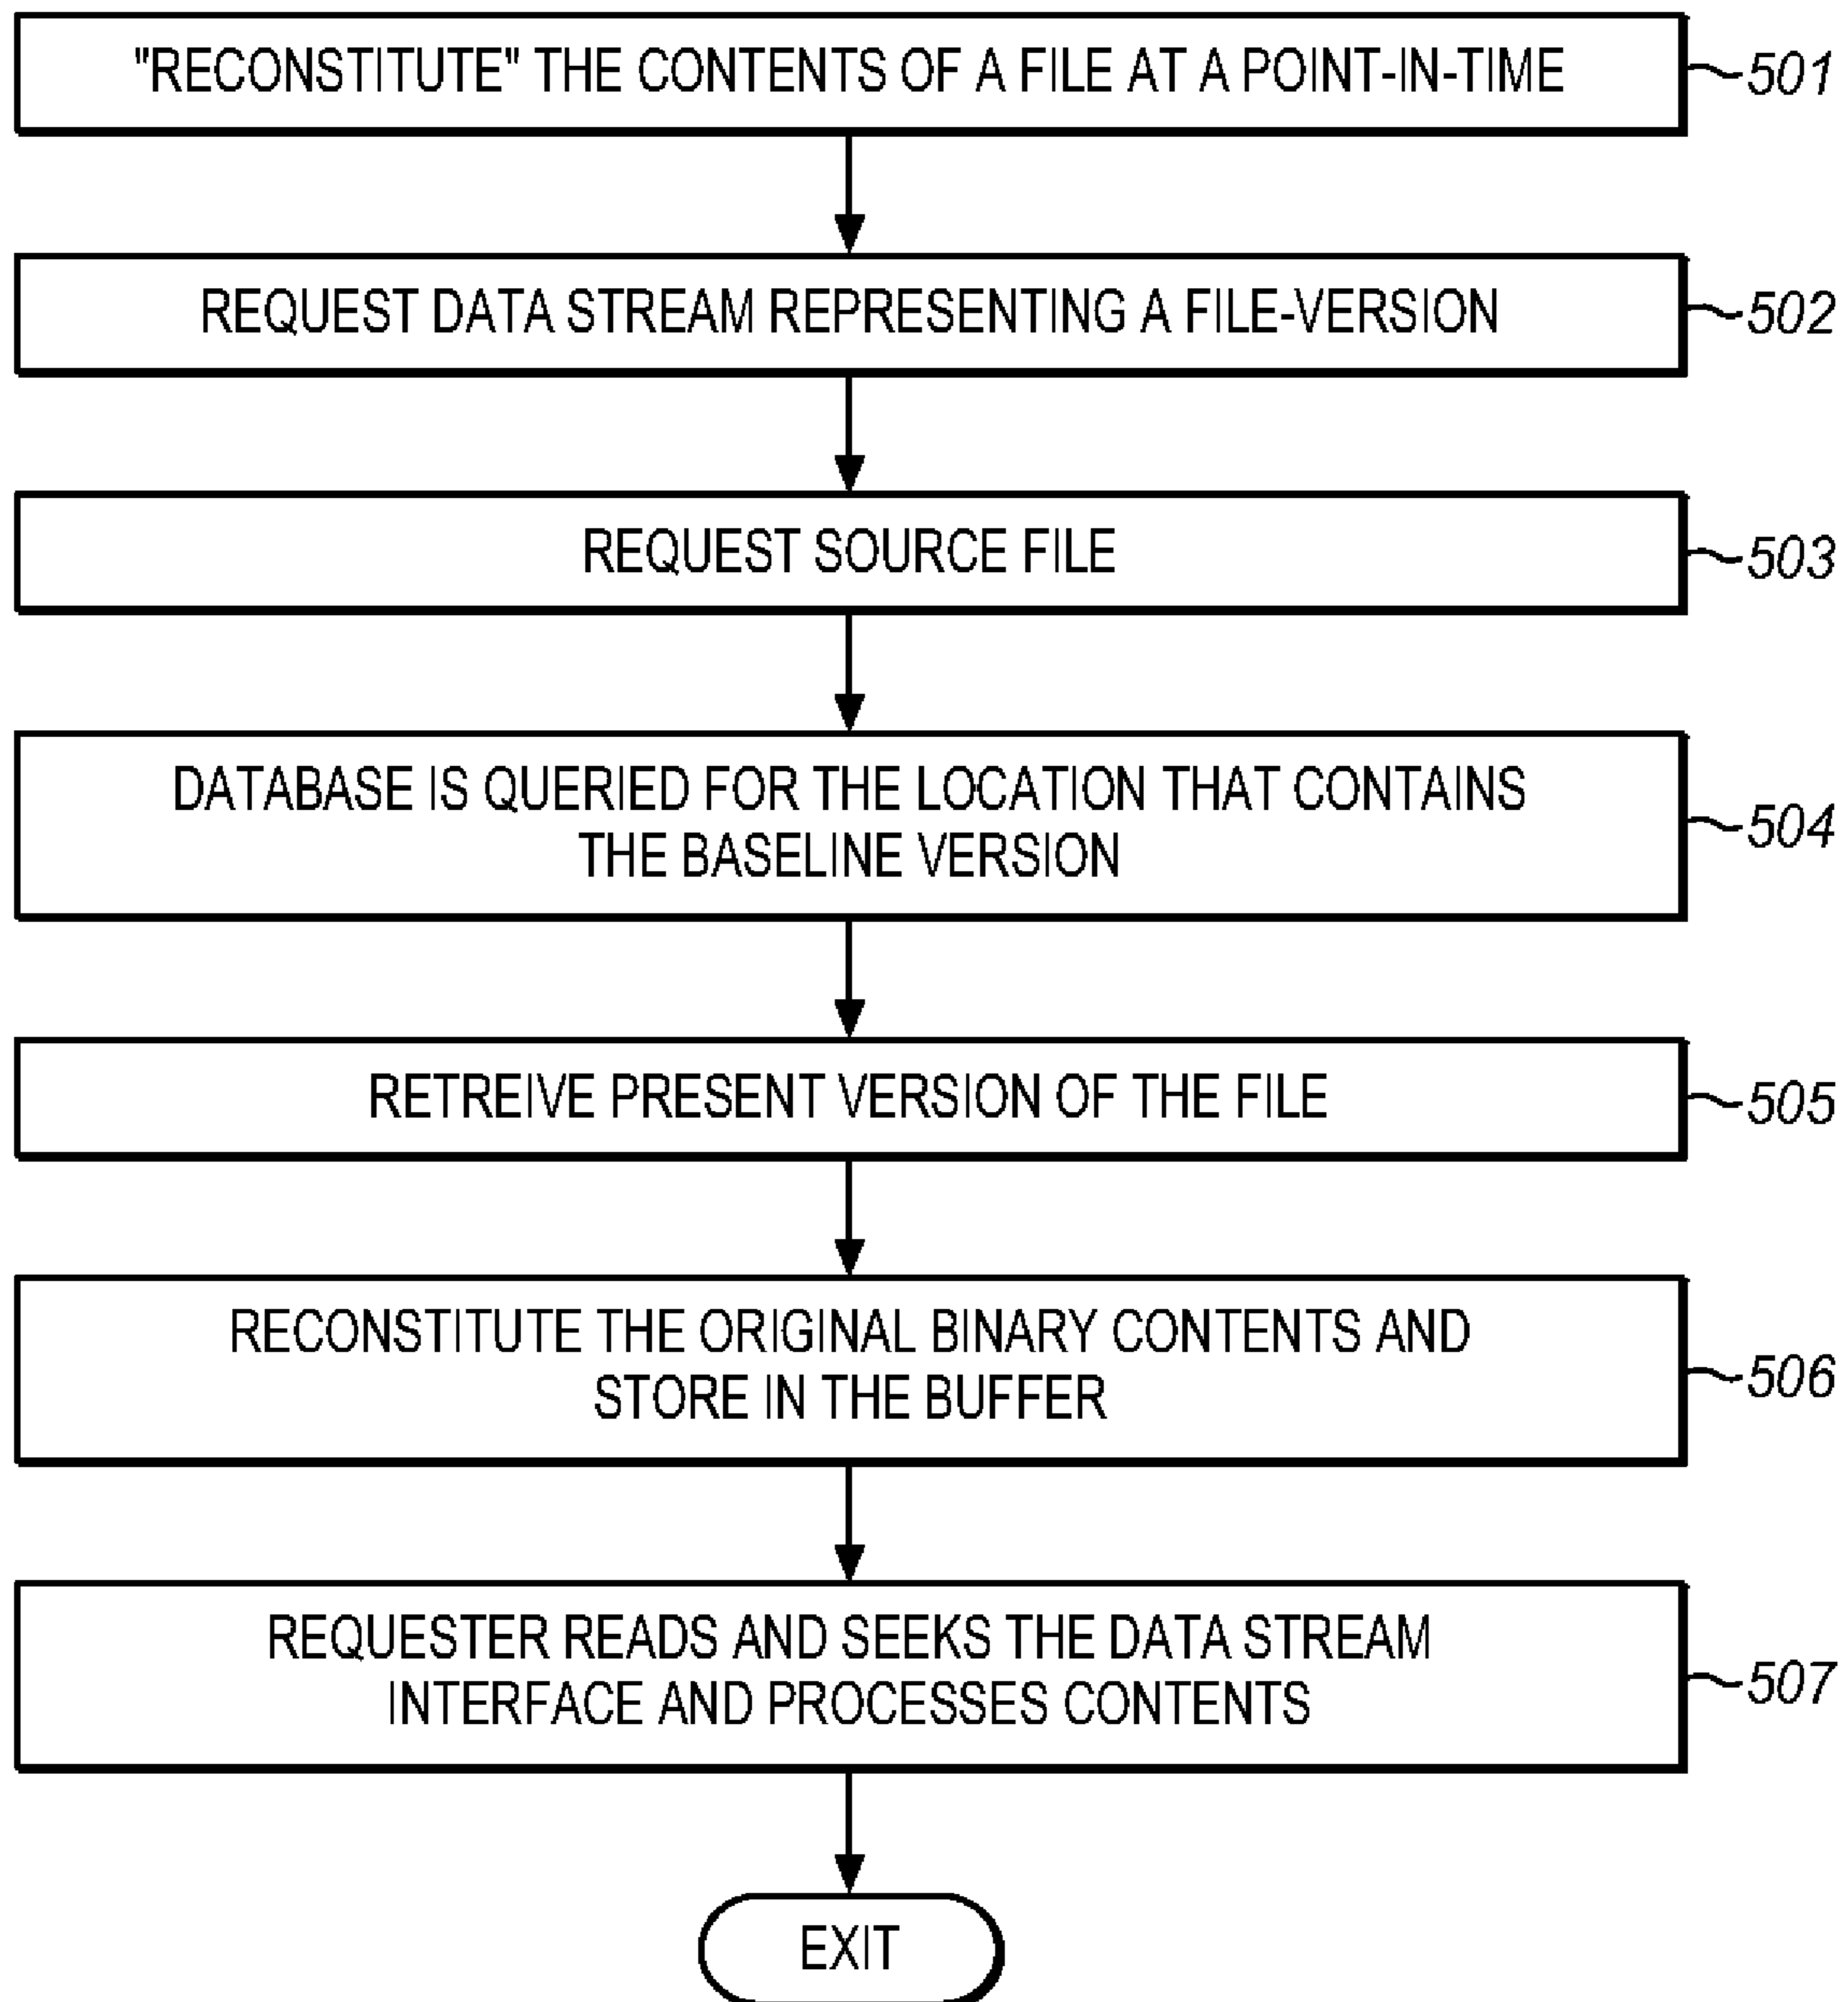 "RECONSTITUTE" THE CONTENTS OF A FILE AT A POINT-IN-TIME
501
REQUEST DATA STREAM REPRESENTING A FILE-VERSION
502
REQUEST SOURCE FILE
503
DATABASE IS QUERIED FOR THE LOCATION THAT CONTAINS
THE BASELINE VERSION
504
RETREIVE PRESENT VERSION OF THE FILE
505
RECONSTITUTE THE ORIGINAL BINARY CONTENTS AND
STORE IN THE BUFFER
506
REQUESTER READS AND SEEKS THE DATA STREAM
INTERFACE AND PROCESSES CONTENTS
507
EXIT